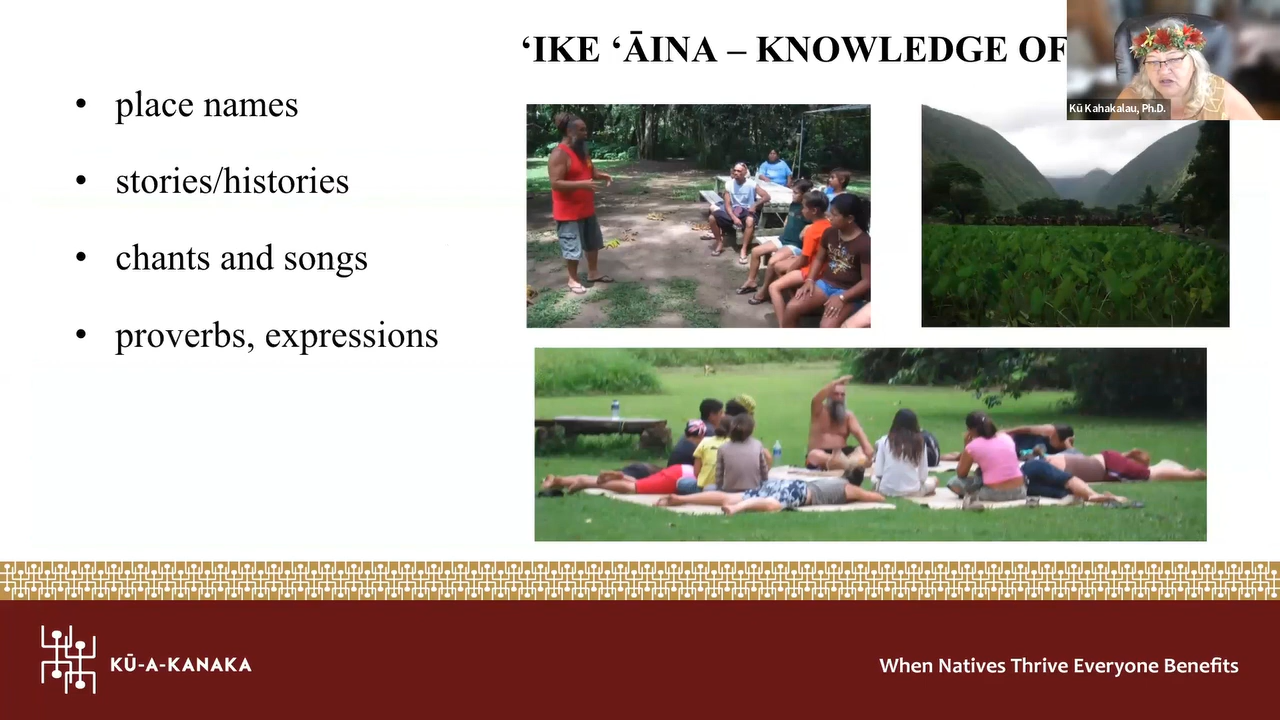 ‘IKE ‘ĀINA – KNOWLEDGE OF
Kū Kahakalau, Ph.D.
• place names
• stories/histories
• chants and songs
• proverbs, expressions
KŪ-A-KANAKA
When Natives Thrive Everyone Benefits